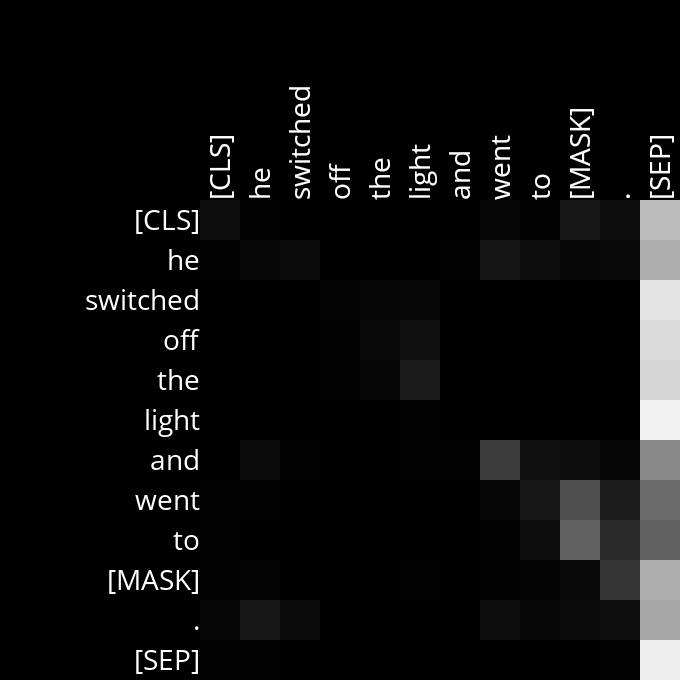 [CLS] he switched off the light and went to [MASK] . [SEP]
[CLS]
he
switched
off
the
light
and
went
to
[MASK]
.
[SEP]